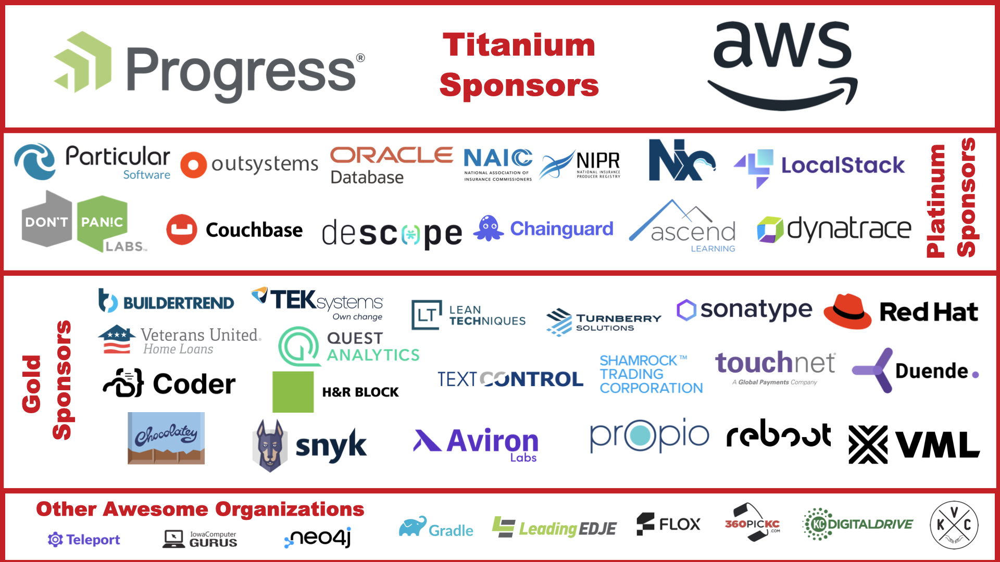 Progress®
Titanium
Sponsors
aws
Particular
Software
outsystems
ORACLE
Database
NAIC
NATIONAL ASSOCIATION OF
INSURANCE COMMISSIONERS
NIPR
NATIONAL INSURANCE
PRODUCER REGISTRY
Nx
LocalStack
Platinum
Sponsors
DON'T
PAN!C
LABS™
Couchbase
descope
Chainguard
ascend
LEARNING
dynatrace
Gold
Sponsors
BUILDERTREND
TEKsystems
Own change
LT
LEAN
TECHNIQUES
TURNBERRY
SOLUTIONS
sonatype
Red Hat
Veterans United®
Home Loans
QUEST
ANALYTICS
Coder
H&R BLOCK
TEXT CONTROL
SHAMROCK™
TRADING
CORPORATION
touchnet®
A Global Payments Company
Duende
Chocolatey
snyk
Aviron
Labs
propio
reboot
VML
Other Awesome Organizations
Teleport
IowaComputer
GURUS
neo4j
Gradle
Leading EDJE
FLOX
360PICKC
.COM
KC DIGITALDRIVE
V
K C